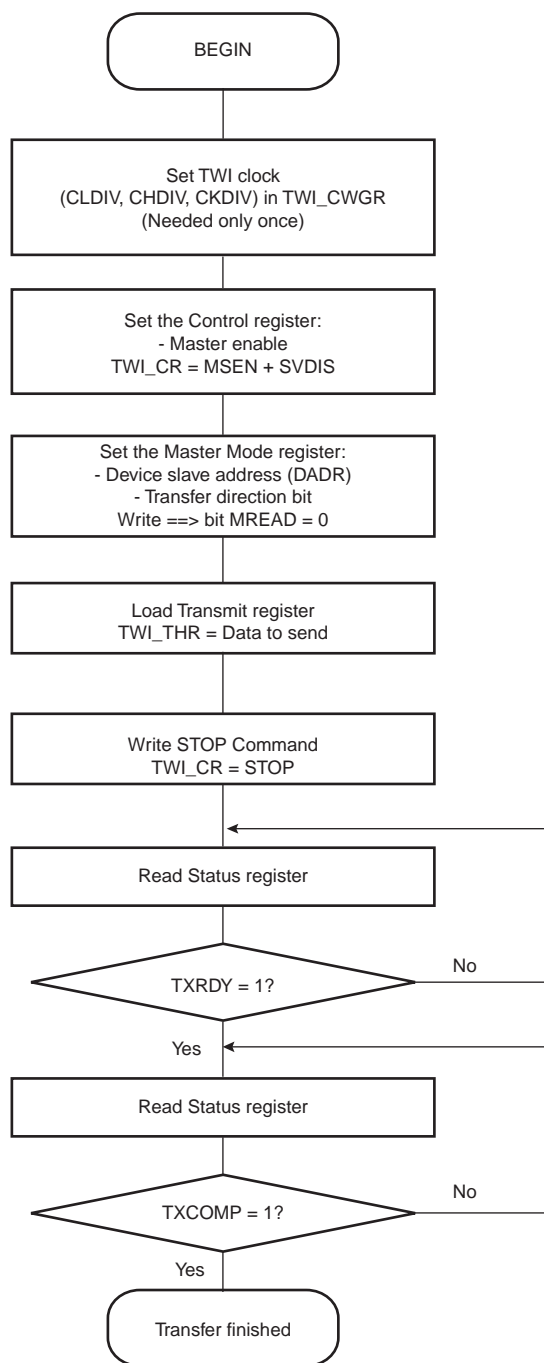 BEGIN
Set TWI clock
(CLDIV, CHDIV, CKDIV) in TWI_CWGR
(Needed only once)
Set the Control register:
- Master enable
TWI_CR = MSEN + SVDIS
Set the Master Mode register:
- Device slave address (DADR)
- Transfer direction bit
Write ==> bit MREAD = 0
Load Transmit register
TWI_THR = Data to send
Write STOP Command
TWI_CR = STOP
Read Status register
TXRDY = 1?
No
Yes
Read Status register
TXCOMP = 1?
No
Yes
Transfer finished